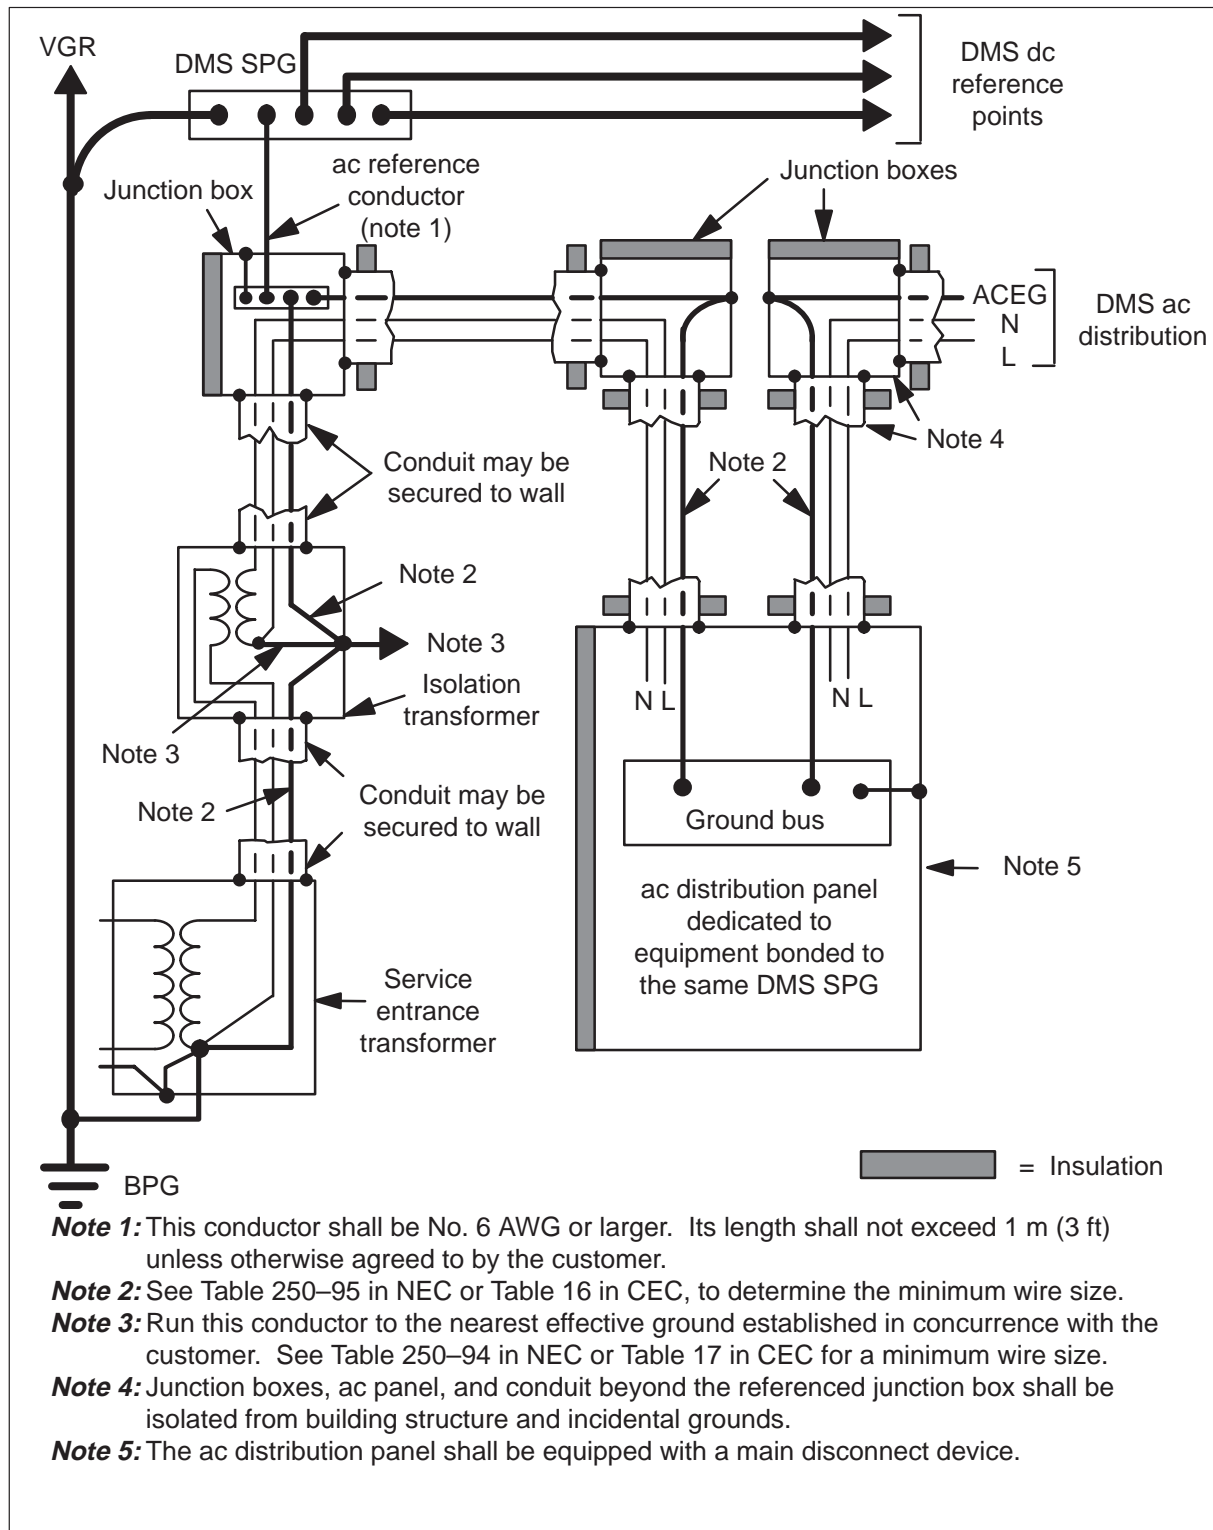 VGR
DMS SPG
DMS dc
reference
points
Junction box
ac reference
conductor
(note 1)
Junction boxes
ACEG
N
L
DMS ac
distribution
Note 4
Conduit may be
secured to wall
Note 2
Note 2
Note 3
Isolation
transformer
Note 3
N L
N L
Note 2
Conduit may be
secured to wall
Ground bus
Note 5
ac distribution panel
dedicated to
equipment bonded to
the same DMS SPG
Service
entrance
transformer
BPG
= Insulation
Note 1: This conductor shall be No. 6 AWG or larger. Its length shall not exceed 1 m (3 ft)
unless otherwise agreed to by the customer.
Note 2: See Table 250–95 in NEC or Table 16 in CEC, to determine the minimum wire size.
Note 3: Run this conductor to the nearest effective ground established in concurrence with the
customer. See Table 250–94 in NEC or Table 17 in CEC for a minimum wire size.
Note 4: Junction boxes, ac panel, and conduit beyond the referenced junction box shall be
isolated from building structure and incidental grounds.
Note 5: The ac distribution panel shall be equipped with a main disconnect device.